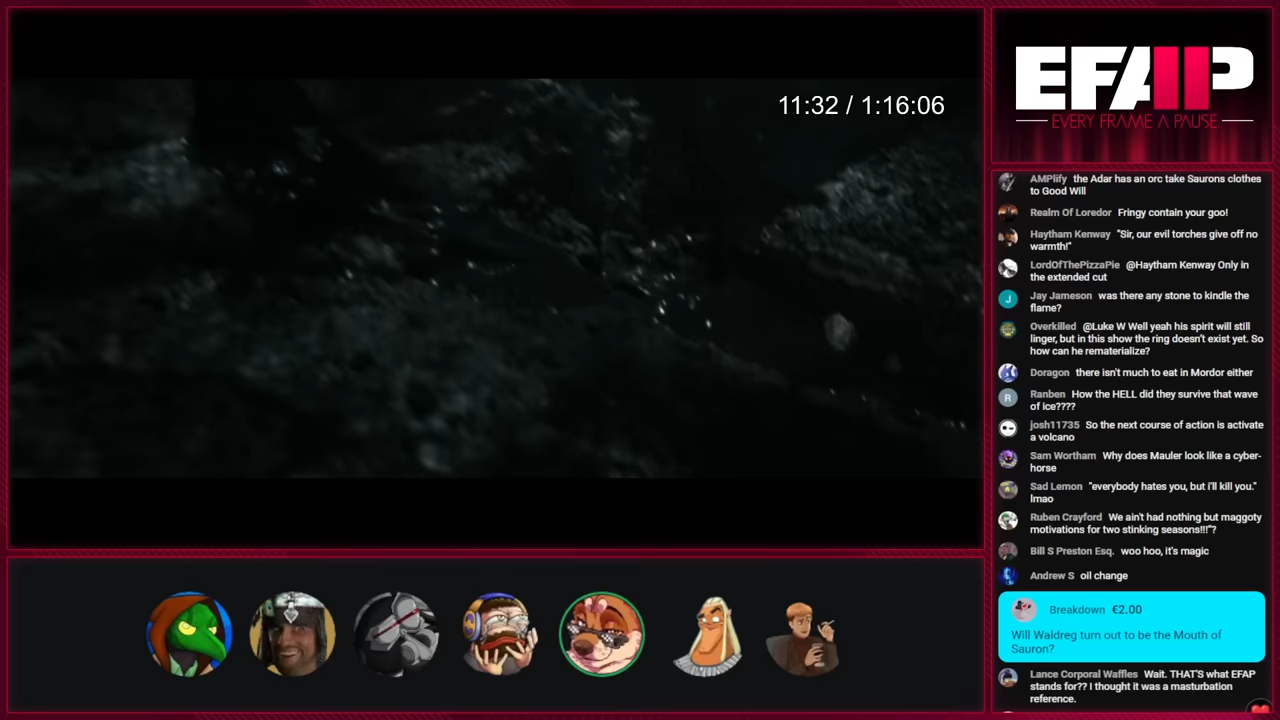 11:32 / 1:16:06
EFAP
EVERY FRAME A PAUSE
AMPlify the Adar has an orc take Saurons clothes
to Good Will
Realm Of Loredor Fringy contain your goo!
Haytham Kenway "Sir, our evil torches give off no
warmth!"
LordOfThePizzaPie @Haytham Kenway Only in
the extended cut
J
Jay Jameson was there any stone to kindle the
flame?
Overkilled @Luke W Well yeah his spirit will still
linger, but in this show the ring doesn't exist yet. So
how can he rematerialize?
Doragon there isn't much to eat in Mordor either
R
Ranben How the HELL did they survive that wave
of ice????
josh11735 So the next course of action is activate
a volcano
Sam Wortham Why does Mauler look like a cyber-
horse
Sad Lemon "everybody hates you, but i'll kill you."
lmao
Ruben Crayford We ain't had nothing but maggoty
motivations for two stinking seasons!!!"?
Bill S Preston Esq. woo hoo, it's magic
Andrew S oil change
Breakdown €2.00
Will Waldreg turn out to be the Mouth of
Sauron?
Lance Corporal Waffles Wait. THAT'S what EFAP
stands for?? I thought it was a masturbation
reference.